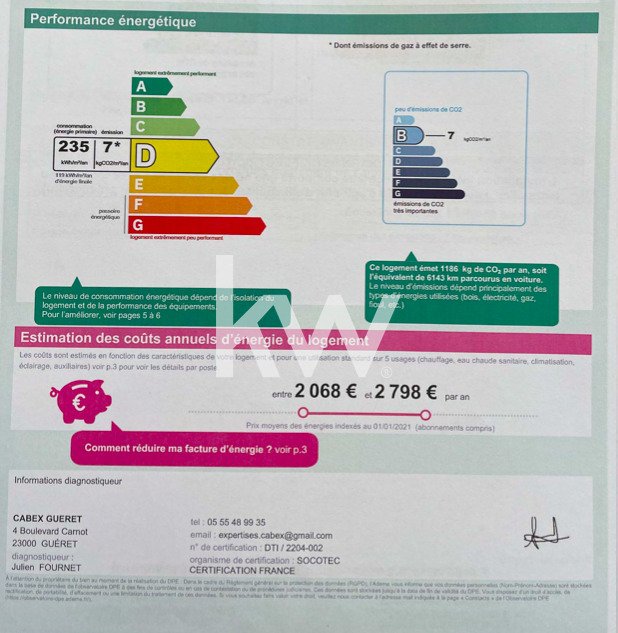 Performance énergétique
* Dont émissions de gaz à effet de serre.
logement extrêmement performant
A
B
C
consommation
(énergie primaire)
émission
235
7*
kWh/m²/an
kgCO2/m²/an
D
d'énergie finale
E
passoire
énergétique
F
G
logement extrêmement peu performant
peu d'émissions de CO2
A
B
7
kgCO2/m²/an
C
D
E
F
G
émissions de CO2
très importantes
Le niveau de consommation énergétique dépend de l'isolation du
logement et de la performance des équipements.
Pour l'améliorer, voir pages 5 à 6
Ce logement émet 1186 kg de CO₂ par an, soit
l'équivalent de 6143 km parcourus en voiture.
Le niveau d'émissions dépend principalement des
types d'énergies utilisées (bois, électricité, gaz,
fioul, etc.)
kw
®
Estimation des coûts annuels d'énergie du logement
Les coûts sont estimés en fonction des caractéristiques de votre logement et pour une utilisation standard sur 5 usages (chauffage, eau chaude sanitaire, climatisation,
éclairage, auxiliaires) voir p.3 pour voir les détails par poste.
€
entre 2 068 € et 2 798 € par an
Prix moyens des énergies indexés au 01/01/2021 (abonnements compris)
Comment réduire ma facture d'énergie ? voir p.3
Informations diagnostiqueur
CABEX GUERET
4 Boulevard Carnot
23000 GUÉRET
diagnostiqueur :
Julien FOURNET
tel : 05 55 48 99 35
email : expertises.cabex@gmail.com
n° de certification : DTI / 2204-002
organisme de certification : SOCOTEC
CERTIFICATION FRANCE
À l'attention du propriétaire du bien au moment de la réalisation du DPE : Dans le cadre du Règlement général sur la protection des données (RGPD), l'Ademe vous informe que vos données personnelles (Nom-Prénom-Adresse) sont stockées
dans la base de données de l'observatoire DPE à des fins de contrôles ou en cas de contestations ou de procédures judiciaires. Ces données sont stockées jusqu'à la date de fin de validité du DPE. Vous disposez d'un droit d'accès, de
rectification, de portabilité, d'effacement ou une limitation du traitement de ces données. Si vous souhaitez faire valoir votre droit, veuillez nous contacter à l'adresse mail indiquée à la page « Contacts » de l'Observatoire DPE
(https://observatoire-dpe.ademe.fr/).